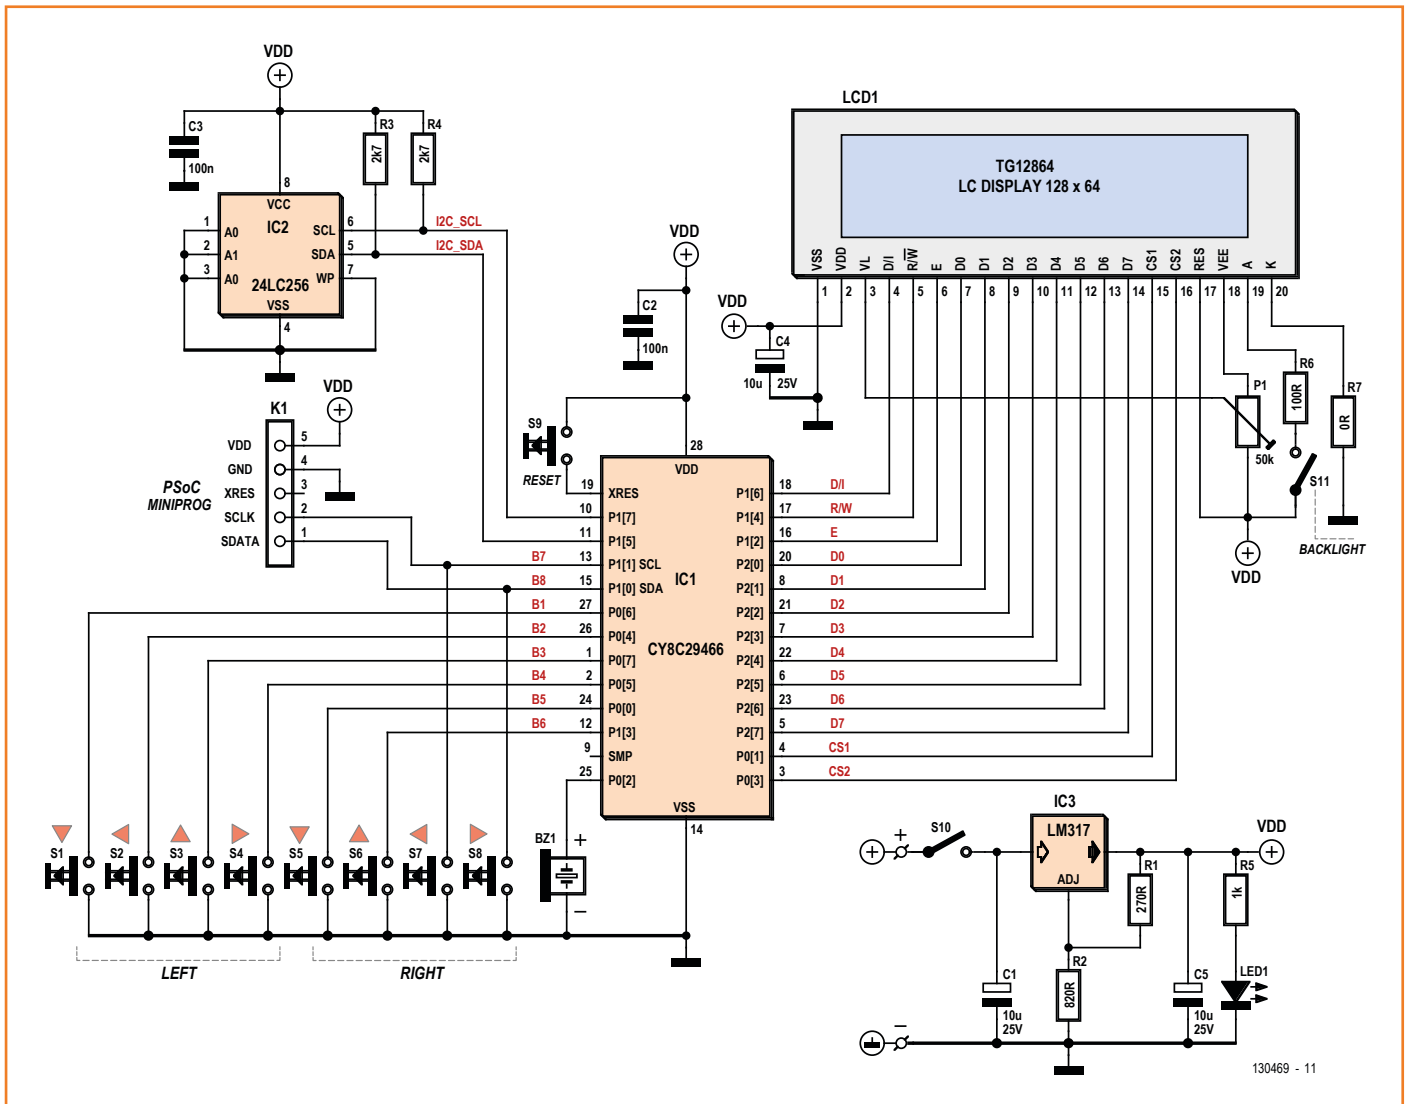 VDD
C3
100n
R3
2k7
R4
2k7
8
VCC
IC2
24LC256
VSS
4
1 A0
2 A1
3 A0
SCL 6
SDA 5
WP 7
I2C_SCL
I2C_SDA
VDD
C2
100n
VDD
C4
10u 25V
LCD1
TG12864
LC DISPLAY 128 x 64
VSS VDD VL D/I R/W E D0 D1 D2 D3 D4 D5 D6 D7 CS1 CS2 RES VEE A K
1 2 3 4 5 6 7 8 9 10 11 12 13 14 15 16 17 18 19 20
R6
100R
R7
0R
P1
50k
S11
BACKLIGHT
VDD
K1
VDD
VDD 5
GND 4
XRES 3
SCLK 2
SDATA 1
PSoC
MINIPROG
S9
RESET
28
VDD
IC1
CY8C29466
VSS
14
19 XRES
10 P1[7]
11 P1[5]
B7 13 P1[1] SCL
B8 15 P1[0] SDA
B1 27 P0[6]
B2 26 P0[4]
B3 1 P0[7]
B4 2 P0[5]
B5 24 P0[0]
B6 12 P1[3]
9 SMP
25 P0[2]
P1[6] 18 D/I
P1[4] 17 R/W
P1[2] 16 E
P2[0] 20 D0
P2[1] 8 D1
P2[2] 21 D2
P2[3] 7 D3
P2[4] 22 D4
P2[5] 6 D5
P2[6] 23 D6
P2[7] 5 D7
P0[1] 4 CS1
P0[3] 3 CS2
S1 S2 S3 S4 S5 S6 S7 S8
BZ1
+
−
LEFT
RIGHT
IC3
LM317
ADJ
+
S10
VDD
R1
270R
R5
1k
R2
820R
C1
10u
25V
C5
10u
25V
LED1
−
130469 - 11